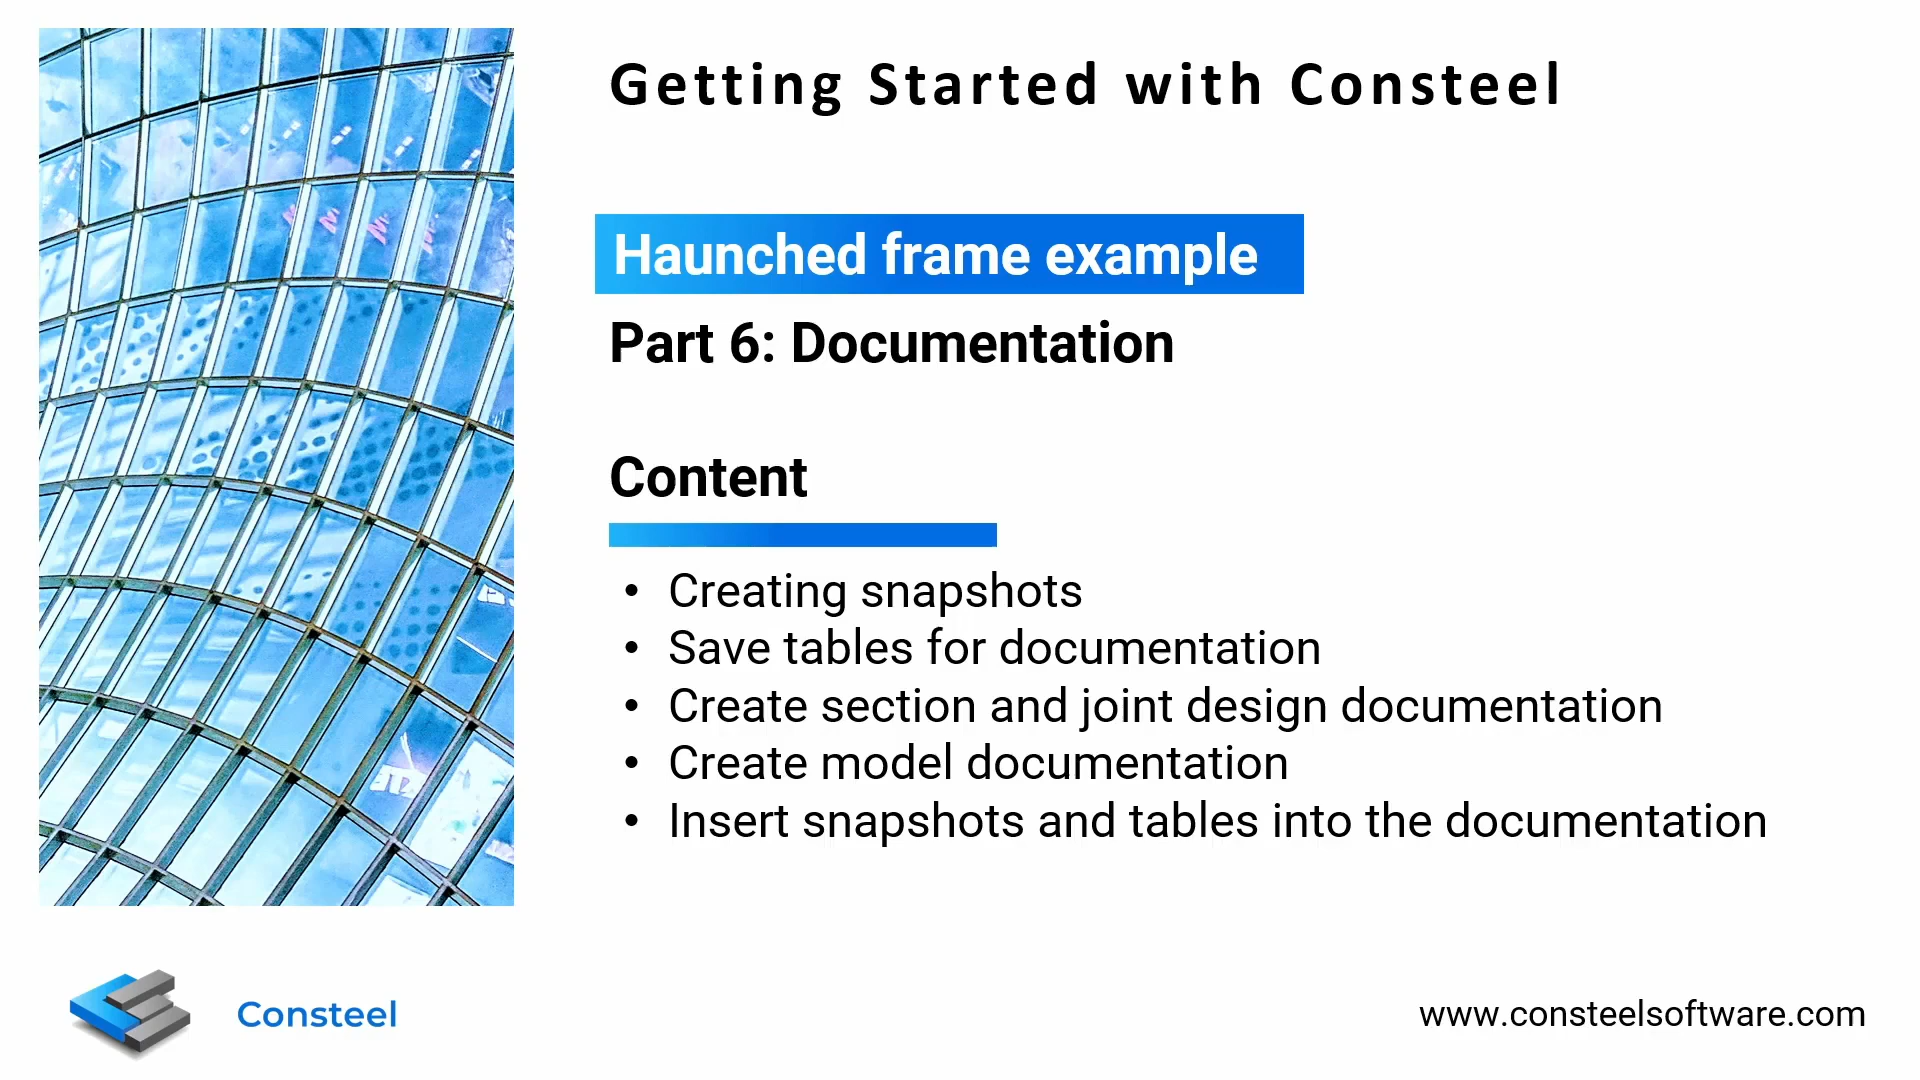 Getting Started with Consteel
Haunched frame example
Part 6: Documentation
Content
• Creating snapshots
• Save tables for documentation
• Create section and joint design documentation
• Create model documentation
• Insert snapshots and tables into the documentation
Consteel
www.consteelsoftware.com